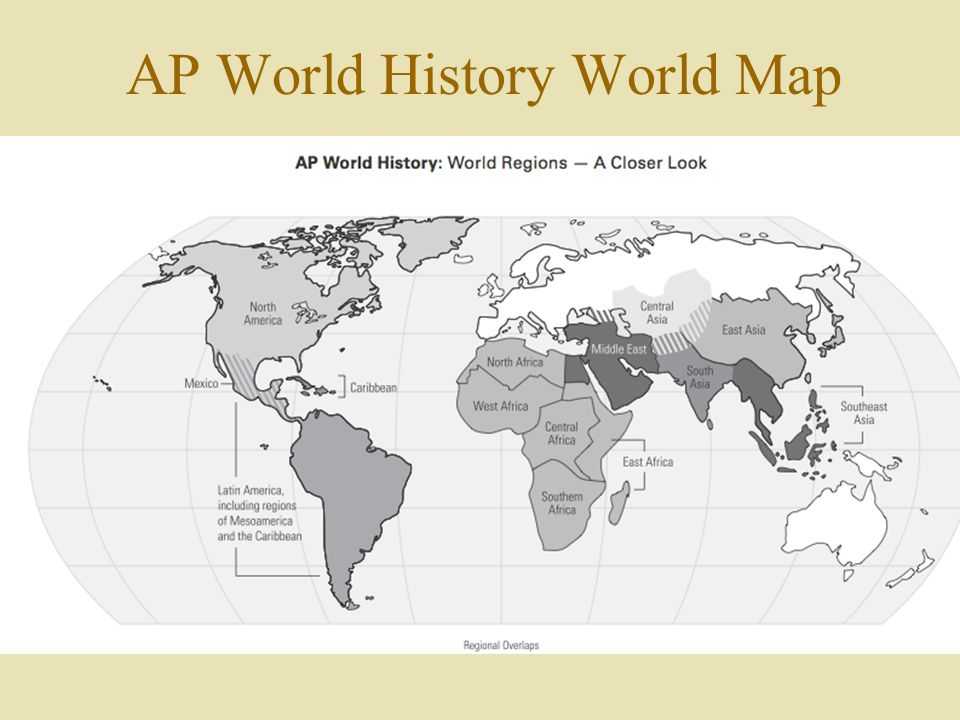 AP World History World Map
AP World History: World Regions — A Closer Look
North
America
Central
Asia
East Asia
Middle East
North Africa
South
Asia
Mexico
Caribbean
West Africa
Southeast
Asia
Central
Africa
East Africa
Latin America,
including regions
of Mesoamerica
and the Caribbean
Southern
Africa
Regional Overlaps